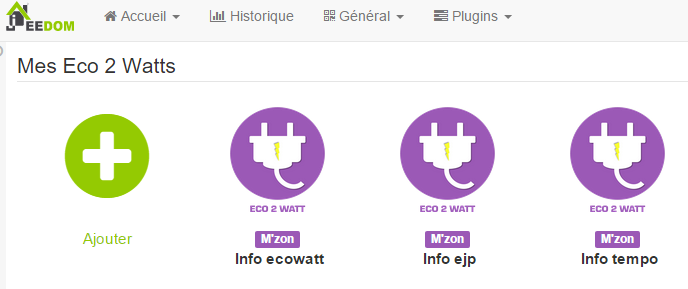 JEEDOM Accueil Historique Général Plugins
Mes Eco 2 Watts
ECO 2 WATT ECO 2 WATT ECO 2 WATT
Ajouter M'zon M'zon M'zon
Info ecowatt Info ejp Info tempo